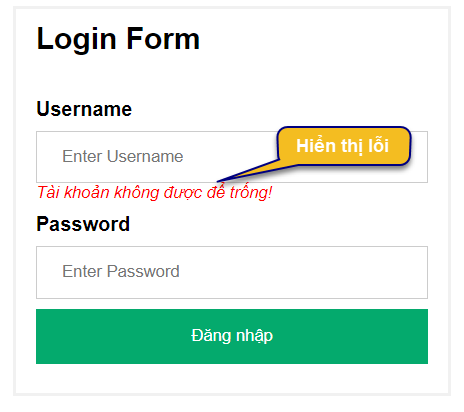 Login Form
Username
Hiển thị lỗi
Enter Username
Tài khoản không được để trống!
Password
Enter Password
Đăng nhập